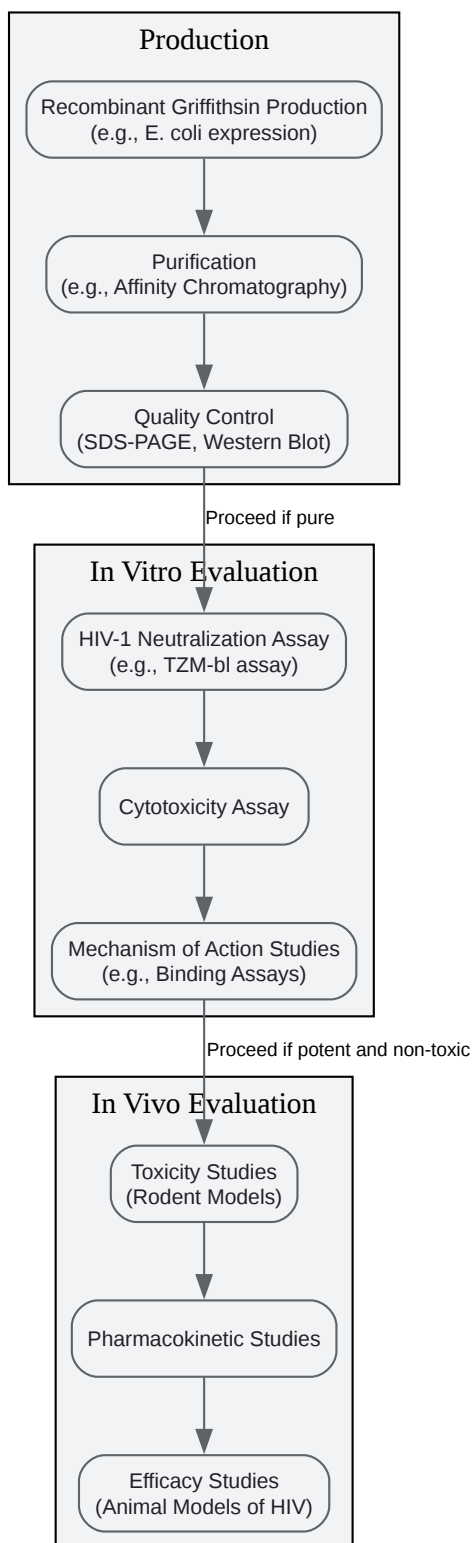 Production
Recombinant Griffithsin Production
(e.g., E. coli expression)
Purification
(e.g., Affinity Chromatography)
Quality Control
(SDS-PAGE, Western Blot)
Proceed if pure
In Vitro Evaluation
HIV-1 Neutralization Assay
(e.g., TZM-bl assay)
Cytotoxicity Assay
Mechanism of Action Studies
(e.g., Binding Assays)
Proceed if potent and non-toxic
In Vivo Evaluation
Toxicity Studies
(Rodent Models)
Pharmacokinetic Studies
Efficacy Studies
(Animal Models of HIV)